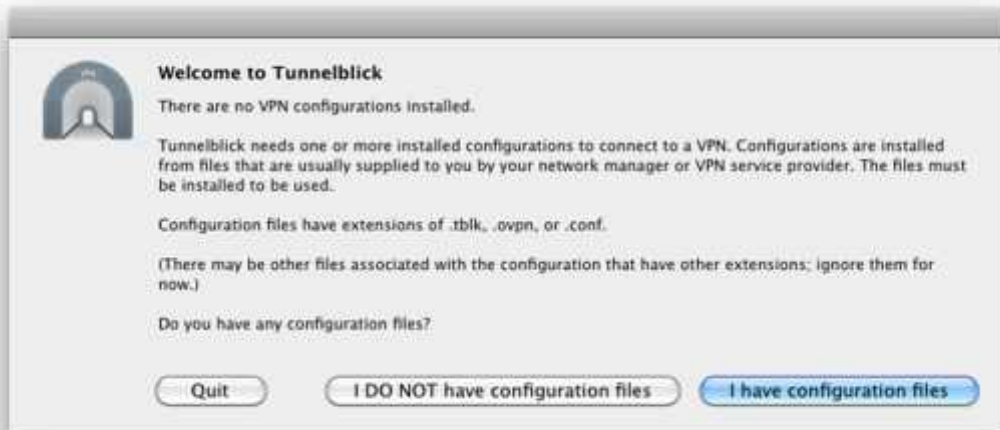 Welcome to Tunnelblick
There are no VPN configurations installed.
Tunnelblick needs one or more installed configurations to connect to a VPN. Configurations are installed
from files that are usually supplied to you by your network manager or VPN service provider. The files must
be installed to be used.
Configuration files have extensions of .tblk, .ovpn, or .conf.
(There may be other files associated with the configuration that have other extensions; ignore them for
now.)
Do you have any configuration files?
Quit
I DO NOT have configuration files
I have configuration files